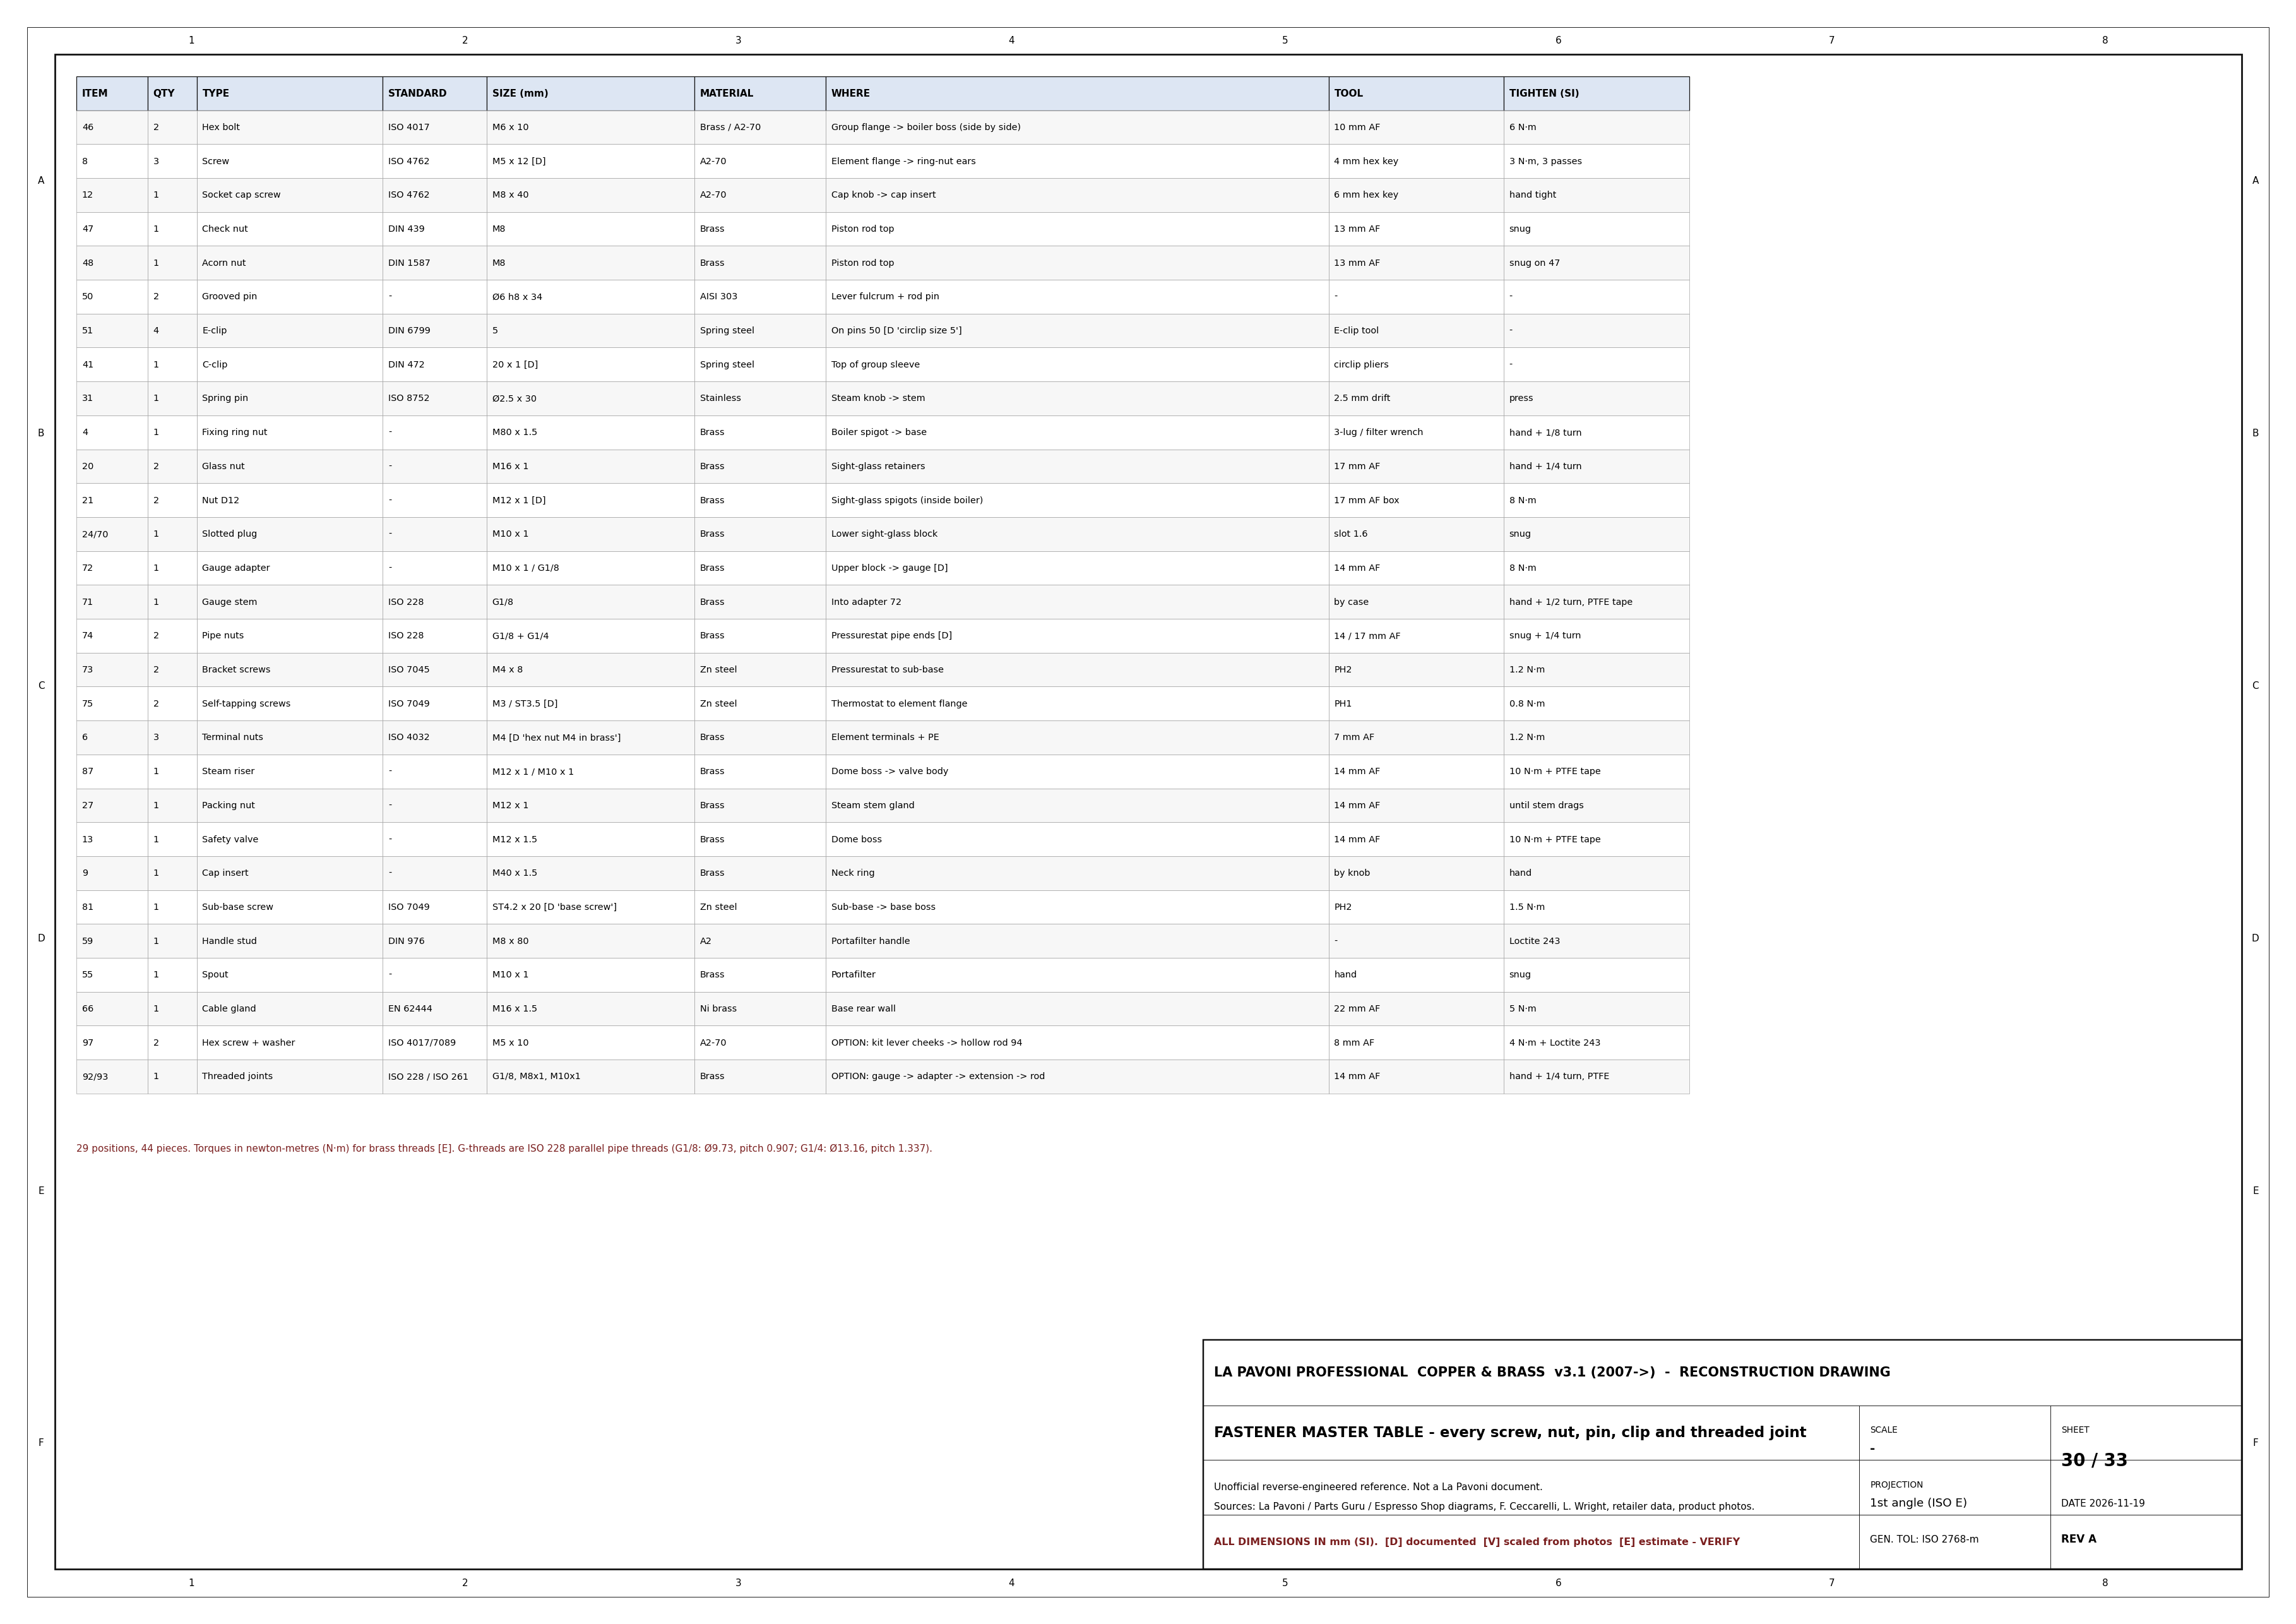 1 2 3 4 5 6 7 8
ITEM QTY TYPE STANDARD SIZE (mm) MATERIAL WHERE TOOL TIGHTEN (SI)
46 2 Hex bolt ISO 4017 M6 x 10 Brass / A2-70 Group flange -> boiler boss (side by side) 10 mm AF 6 N·m
8 3 Screw ISO 4762 M5 x 12 [D] A2-70 Element flange -> ring-nut ears 4 mm hex key 3 N·m, 3 passes
A A
12 1 Socket cap screw ISO 4762 M8 x 40 A2-70 Cap knob -> cap insert 6 mm hex key hand tight
47 1 Check nut DIN 439 M8 Brass Piston rod top 13 mm AF snug
48 1 Acorn nut DIN 1587 M8 Brass Piston rod top 13 mm AF snug on 47
50 2 Grooved pin - Ø6 h8 x 34 AISI 303 Lever fulcrum + rod pin - -
51 4 E-clip DIN 6799 5 Spring steel On pins 50 [D 'circlip size 5'] E-clip tool -
41 1 C-clip DIN 472 20 x 1 [D] Spring steel Top of group sleeve circlip pliers -
31 1 Spring pin ISO 8752 Ø2.5 x 30 Stainless Steam knob -> stem 2.5 mm drift press
B B
4 1 Fixing ring nut - M80 x 1.5 Brass Boiler spigot -> base 3-lug / filter wrench hand + 1/8 turn
20 2 Glass nut - M16 x 1 Brass Sight-glass retainers 17 mm AF hand + 1/4 turn
21 2 Nut D12 - M12 x 1 [D] Brass Sight-glass spigots (inside boiler) 17 mm AF box 8 N·m
24/70 1 Slotted plug - M10 x 1 Brass Lower sight-glass block slot 1.6 snug
72 1 Gauge adapter - M10 x 1 / G1/8 Brass Upper block -> gauge [D] 14 mm AF 8 N·m
71 1 Gauge stem ISO 228 G1/8 Brass Into adapter 72 by case hand + 1/2 turn, PTFE tape
74 2 Pipe nuts ISO 228 G1/8 + G1/4 Brass Pressurestat pipe ends [D] 14 / 17 mm AF snug + 1/4 turn
73 2 Bracket screws ISO 7045 M4 x 8 Zn steel Pressurestat to sub-base PH2 1.2 N·m
C C
75 2 Self-tapping screws ISO 7049 M3 / ST3.5 [D] Zn steel Thermostat to element flange PH1 0.8 N·m
6 3 Terminal nuts ISO 4032 M4 [D 'hex nut M4 in brass'] Brass Element terminals + PE 7 mm AF 1.2 N·m
87 1 Steam riser - M12 x 1 / M10 x 1 Brass Dome boss -> valve body 14 mm AF 10 N·m + PTFE tape
27 1 Packing nut - M12 x 1 Brass Steam stem gland 14 mm AF until stem drags
13 1 Safety valve - M12 x 1.5 Brass Dome boss 14 mm AF 10 N·m + PTFE tape
9 1 Cap insert - M40 x 1.5 Brass Neck ring by knob hand
81 1 Sub-base screw ISO 7049 ST4.2 x 20 [D 'base screw'] Zn steel Sub-base -> base boss PH2 1.5 N·m
D D
59 1 Handle stud DIN 976 M8 x 80 A2 Portafilter handle - Loctite 243
55 1 Spout - M10 x 1 Brass Portafilter hand snug
66 1 Cable gland EN 62444 M16 x 1.5 Ni brass Base rear wall 22 mm AF 5 N·m
97 2 Hex screw + washer ISO 4017/7089 M5 x 10 A2-70 OPTION: kit lever cheeks -> hollow rod 94 8 mm AF 4 N·m + Loctite 243
92/93 1 Threaded joints ISO 228 / ISO 261 G1/8, M8x1, M10x1 Brass OPTION: gauge -> adapter -> extension -> rod 14 mm AF hand + 1/4 turn, PTFE
29 positions, 44 pieces. Torques in newton-metres (N·m) for brass threads [E]. G-threads are ISO 228 parallel pipe threads (G1/8: Ø9.73, pitch 0.907; G1/4: Ø13.16, pitch 1.337).
E E
LA PAVONI PROFESSIONAL COPPER & BRASS v3.1 (2007->) - RECONSTRUCTION DRAWING
FASTENER MASTER TABLE - every screw, nut, pin, clip and threaded joint
SCALE
-
SHEET
30 / 33
F F
Unofficial reverse-engineered reference. Not a La Pavoni document.
Sources: La Pavoni / Parts Guru / Espresso Shop diagrams, F. Ceccarelli, L. Wright, retailer data, product photos.
PROJECTION
1st angle (ISO E)
DATE 2026-11-19
ALL DIMENSIONS IN mm (SI). [D] documented [V] scaled from photos [E] estimate - VERIFY
GEN. TOL: ISO 2768-m
REV A
1 2 3 4 5 6 7 8